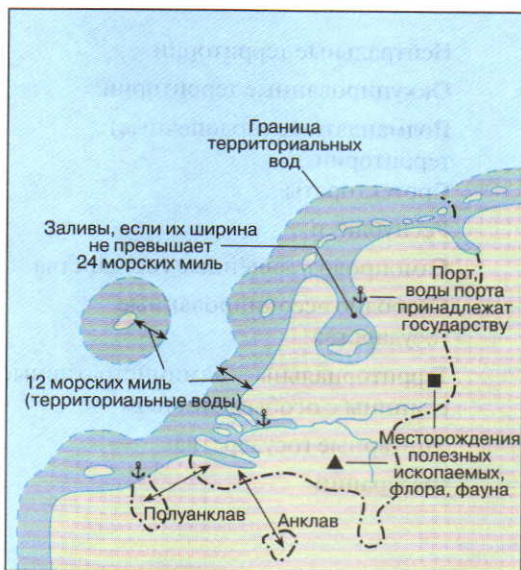 Граница
территориальных
вод
Заливы, если их ширина
не превышает
24 морских миль
Порт,
воды порта
принадлежат
государству
12 морских миль
(территориальные воды)
Месторождения
полезных
ископаемых,
флора, фауна
Полуанклав
Анклав